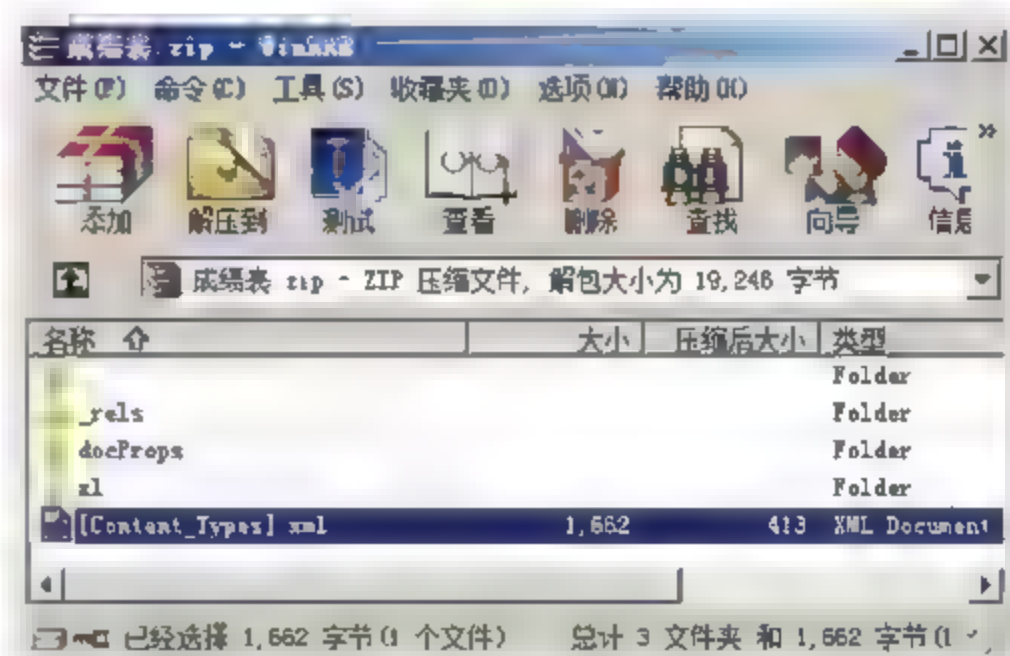 成绩表.zip - WinRAR
文件(F) 命令(C) 工具(S) 收藏夹(O) 选项(N) 帮助(H)
添加 解压到 测试 查看 删除 查找 向导 信息
成绩表.zip - ZIP 压缩文件, 解包大小为 19,246 字节
名称 大小 压缩后大小 类型
Folder
_rels Folder
docProps Folder
xl Folder
[Content_Types].xml 1,662 413 XML Document
已经选择 1,662 字节(1 个文件) 总计 3 文件夹 和 1,662 字节(1